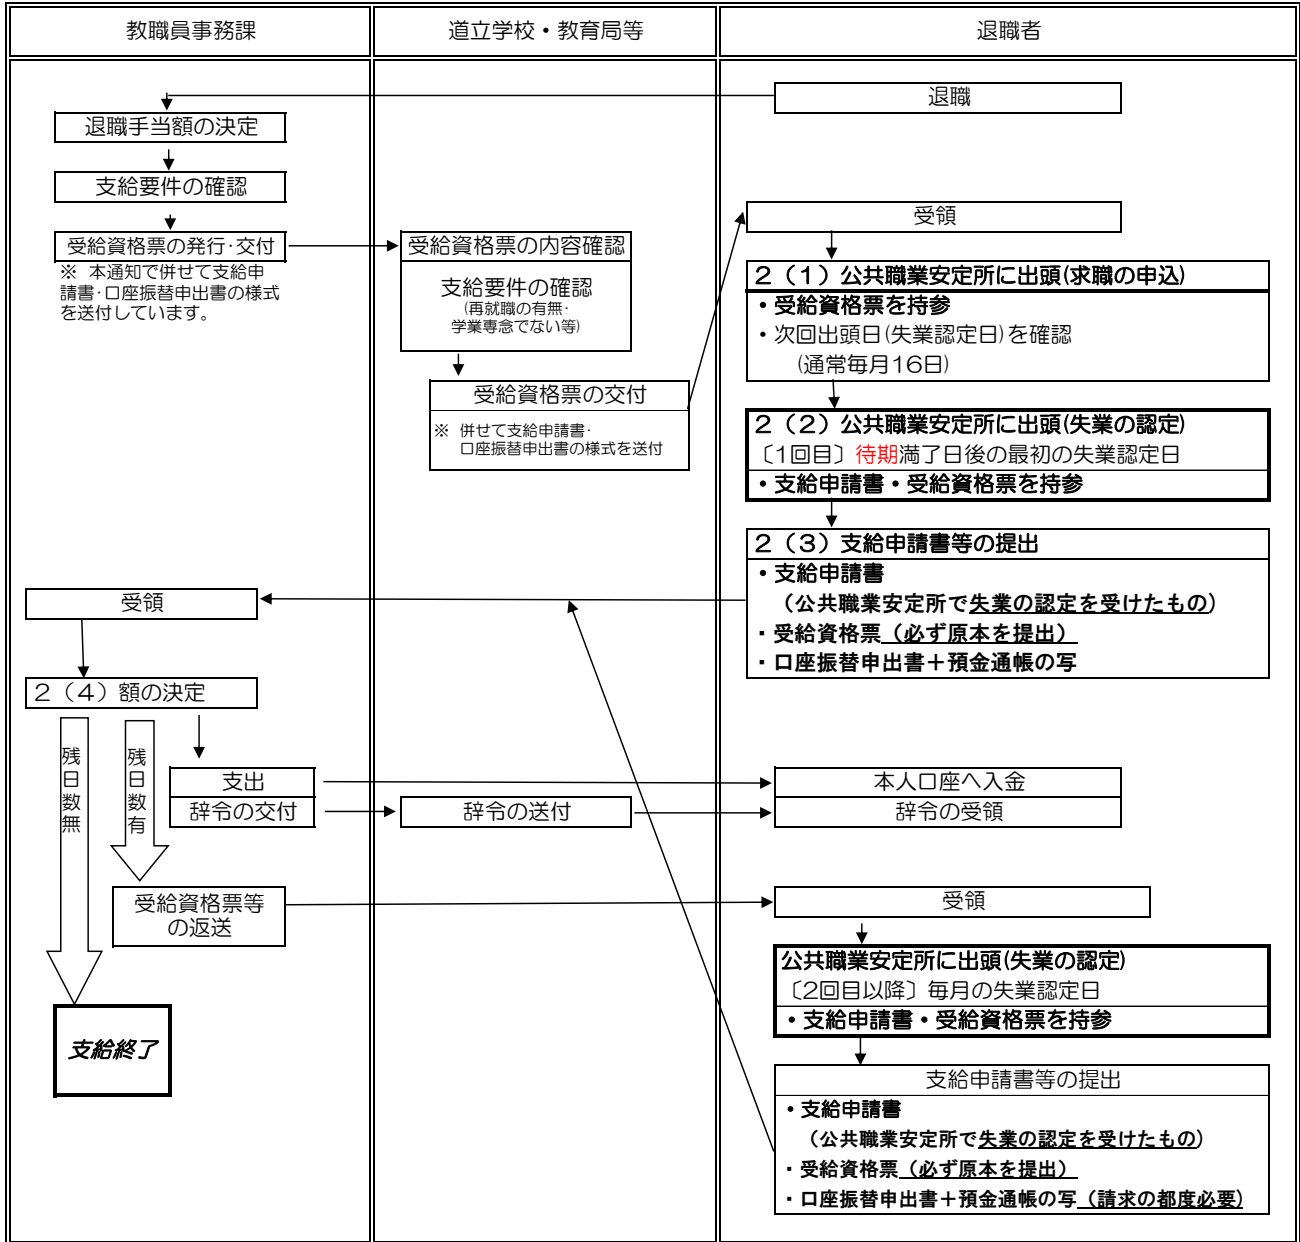 教職員事務課
道立学校・教育局等
退職者
退職
退職手当額の決定
支給要件の確認
受給資格票の発行・交付
※ 本通知で併せて支給申
請書・口座振替申出書の様式
を送付しています。
受給資格票の内容確認
支給要件の確認
(再就職の有無・
学業専念でない等)
受給資格票の交付
※ 併せて支給申請書・
口座振替申出書の様式を送付
受領
2（1）公共職業安定所に出頭(求職の申込)
・受給資格票を持参
・次回出頭日(失業認定日)を確認
(通常毎月16日)
2（2）公共職業安定所に出頭(失業の認定)
〔1回目〕待期満了日後の最初の失業認定日
・支給申請書・受給資格票を持参
2（3）支給申請書等の提出
・支給申請書
（公共職業安定所で失業の認定を受けたもの）
・受給資格票（必ず原本を提出）
・口座振替申出書＋預金通帳の写
受領
2（4）額の決定
残日数無
残日数有
支出
本人口座へ入金
辞令の交付
辞令の送付
辞令の受領
受給資格票等
の返送
受領
公共職業安定所に出頭(失業の認定)
〔2回目以降〕毎月の失業認定日
・支給申請書・受給資格票を持参
支給終了
支給申請書等の提出
・支給申請書
（公共職業安定所で失業の認定を受けたもの）
・受給資格票（必ず原本を提出）
・口座振替申出書＋預金通帳の写（請求の都度必要）